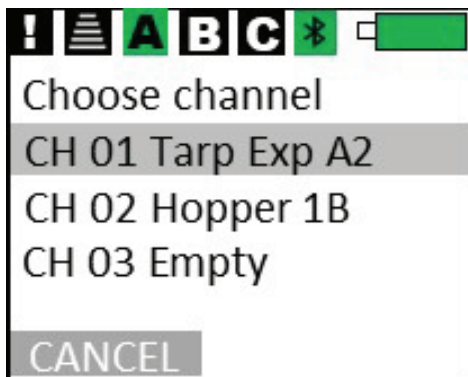 ! A B C
Choose channel
CH 01 Tarp Exp A2
CH 02 Hopper 1B
CH 03 Empty
CANCEL